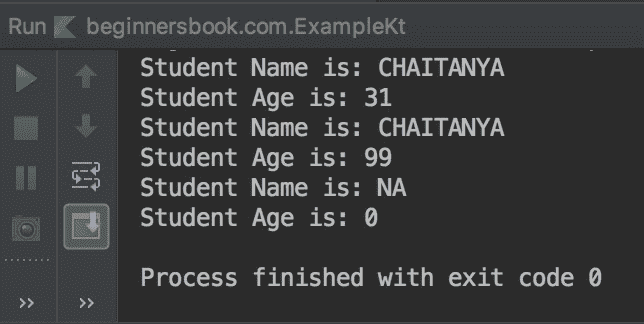 Run beginnersbook.com.ExampleKt
Student Name is: CHAITANYA
Student Age is: 31
Student Name is: CHAITANYA
Student Age is: 99
Student Name is: NA
Student Age is: 0
Process finished with exit code 0